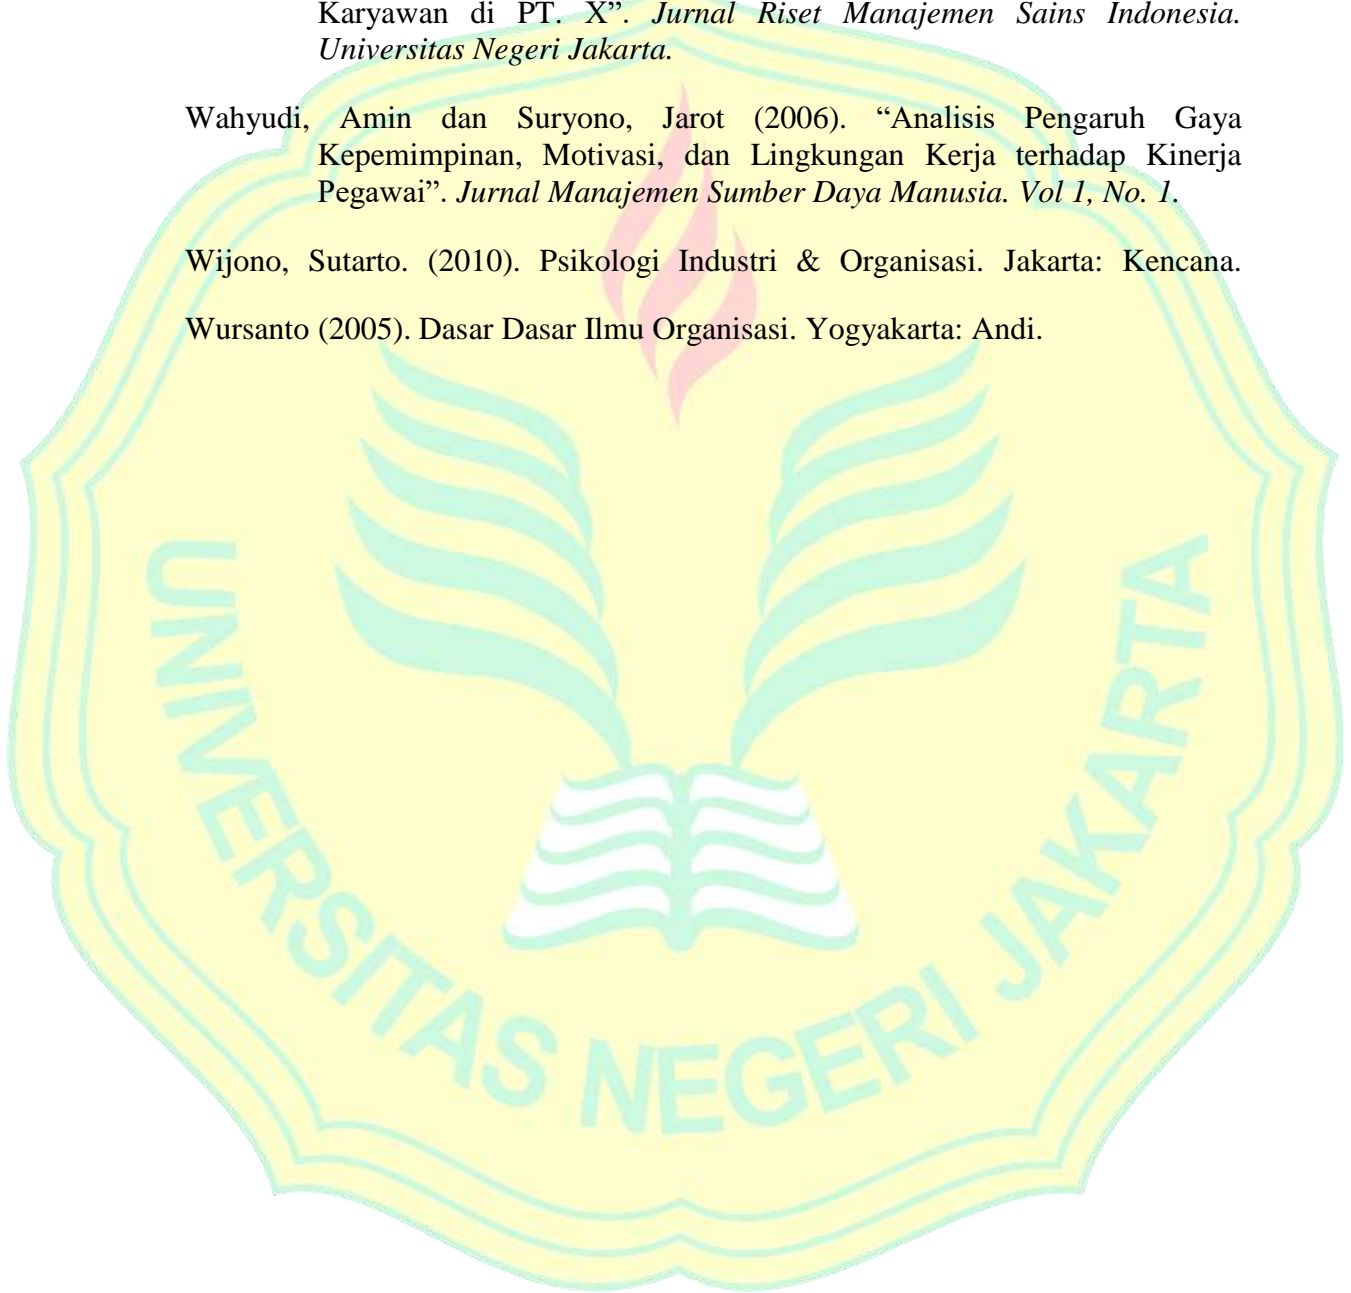 Karyawan di PT. X”. Jurnal Riset Manajemen Sains Indonesia.
Universitas Negeri Jakarta.
Wahyudi, Amin dan Suryono, Jarot (2006). “Analisis Pengaruh Gaya
Kepemimpinan, Motivasi, dan Lingkungan Kerja terhadap Kinerja
Pegawai”. Jurnal Manajemen Sumber Daya Manusia. Vol 1, No. 1.
Wijono, Sutarto. (2010). Psikologi Industri & Organisasi. Jakarta: Kencana.
Wursanto (2005). Dasar Dasar Ilmu Organisasi. Yogyakarta: Andi.
UNIVERSITAS NEGERI JAKARTA